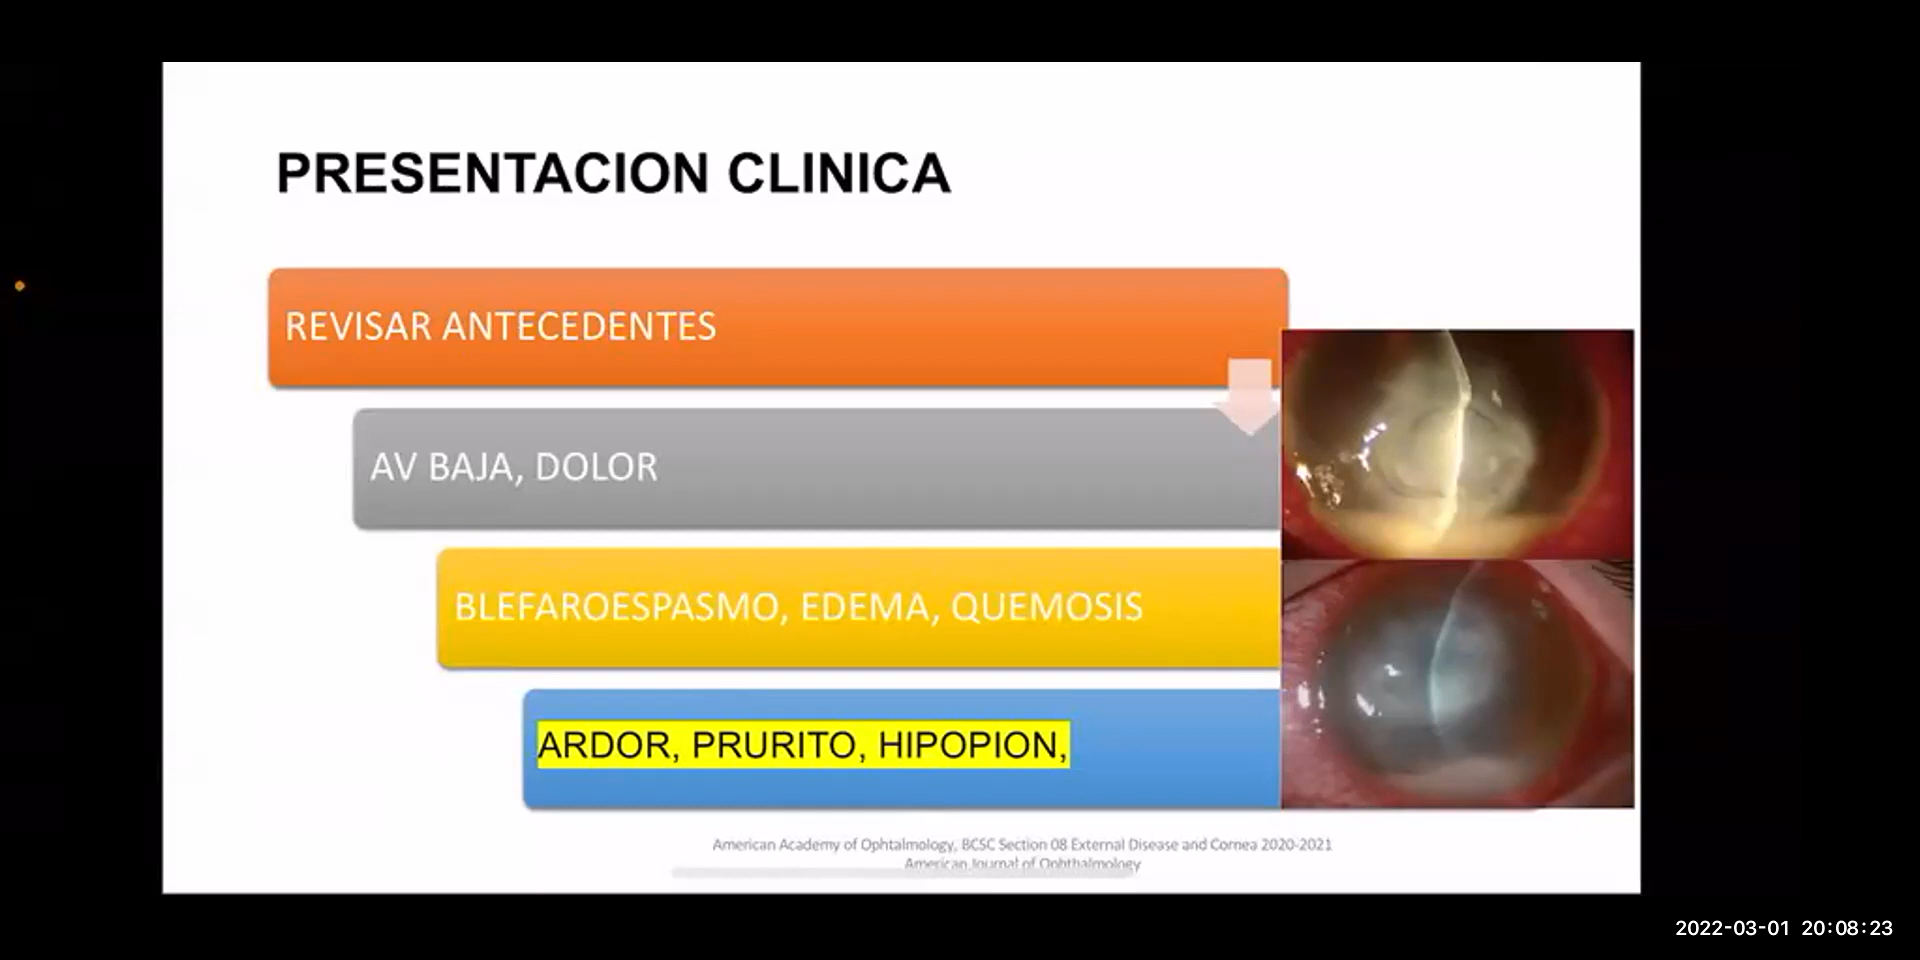 PRESENTACION CLINICA
REVISAR ANTECEDENTES
AV BAJA, DOLOR
BLEFAROESPASMO, EDEMA, QUEMOSIS
ARDOR, PRURITO, HIPOPION,
American Academy of Ophtalmology, BCSC Section 08 External Disease and Cornea 2020-2021
American Journal of Ophthalmology
2022-03-01 20:08:23